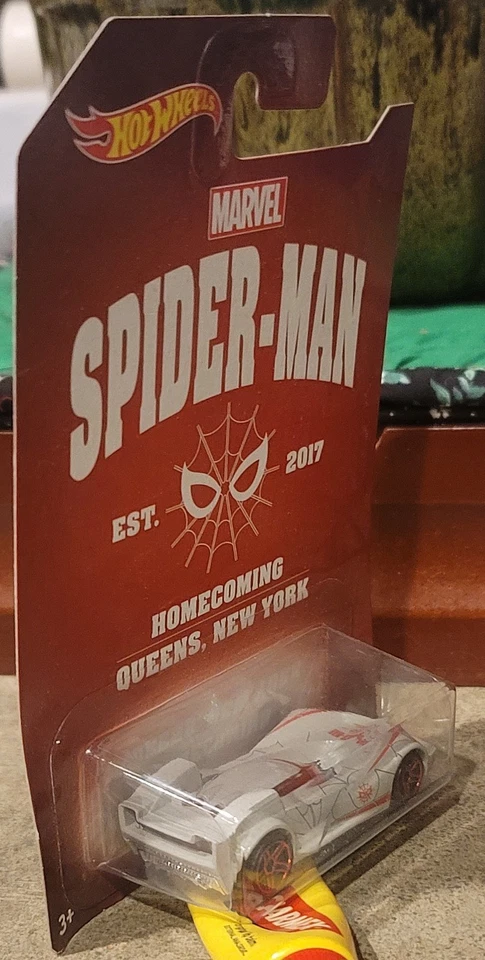 HOT WHEELS
MARVEL
SPIDER-MAN
EST.
2017
HOMECOMING
QUEENS, NEW YORK
3+